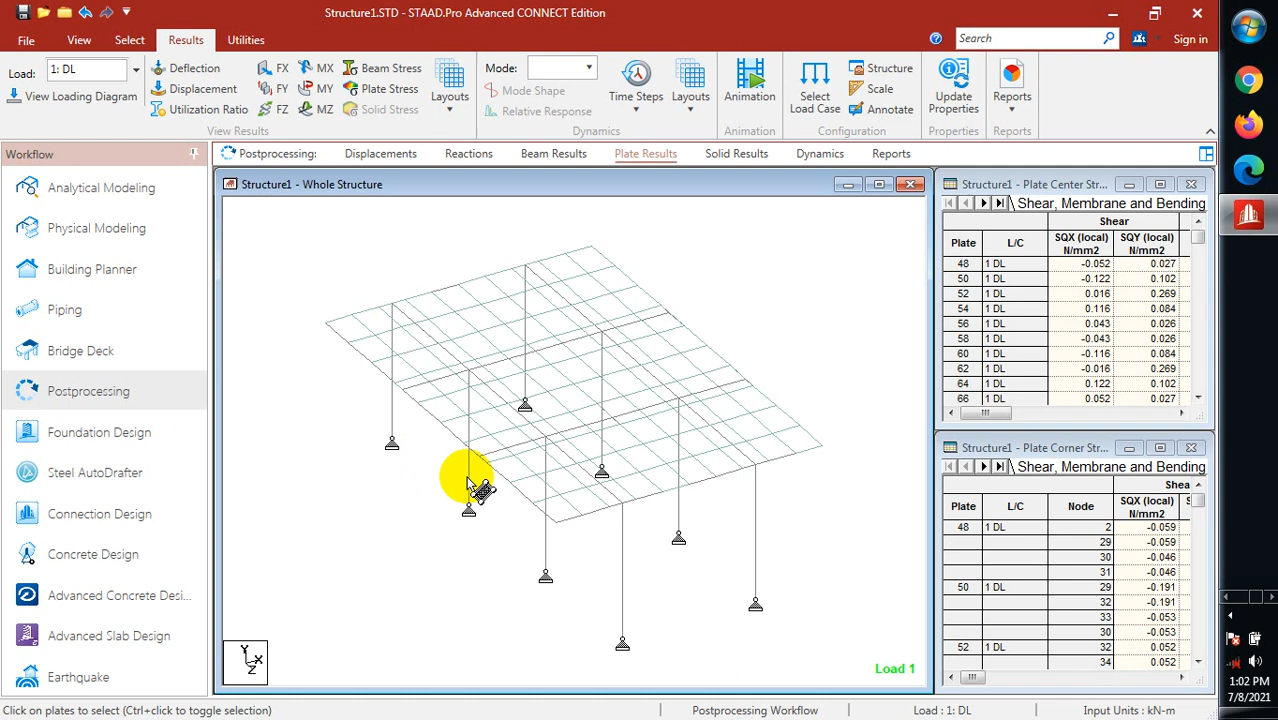 Structure1.STD - STAAD.Pro Advanced CONNECT Edition
File View Select Results Utilities
Search
Sign in
Load: 1: DL
View Loading Diagram
Deflection
Displacement
Utilization Ratio
FX MX
FY MY
FZ MZ
Beam Stress
Plate Stress
Solid Stress
Layouts
View Results
Mode:
Mode Shape
Relative Response
Time Steps
Layouts
Dynamics
Animation
Animation
Select Load Case
Structure
Scale
Annotate
Configuration
Update Properties
Properties
Reports
Reports
Workflow
Postprocessing: Displacements Reactions Beam Results Plate Results Solid Results Dynamics Reports
Analytical Modeling
Physical Modeling
Building Planner
Piping
Bridge Deck
Postprocessing
Foundation Design
Steel AutoDrafter
Connection Design
Concrete Design
Advanced Concrete Desi...
Advanced Slab Design
Earthquake
Structure1 - Whole Structure
Y
X
Z
Load 1
Structure1 - Plate Center Str...
Shear, Membrane and Bending
Shear
Plate L/C SQX (local) N/mm2 SQY (local) N/mm2
48 1 DL -0.052 0.027
50 1 DL -0.122 0.102
52 1 DL 0.016 0.269
54 1 DL 0.116 0.084
56 1 DL 0.043 0.026
58 1 DL -0.043 0.026
60 1 DL -0.116 0.084
62 1 DL -0.016 0.269
64 1 DL 0.122 0.102
66 1 DL 0.052 0.027
Structure1 - Plate Corner Str...
Shear, Membrane and Bending
Shea
Plate L/C Node SQX (local) N/mm2
48 1 DL 2 -0.059
29 -0.059
30 -0.046
31 -0.046
50 1 DL 29 -0.191
32 -0.191
33 -0.053
30 -0.053
52 1 DL 32 0.052
34 0.052
Click on plates to select (Ctrl+click to toggle selection)
Postprocessing Workflow
Load : 1: DL
Input Units : kN-m
1:02 PM
7/8/2021